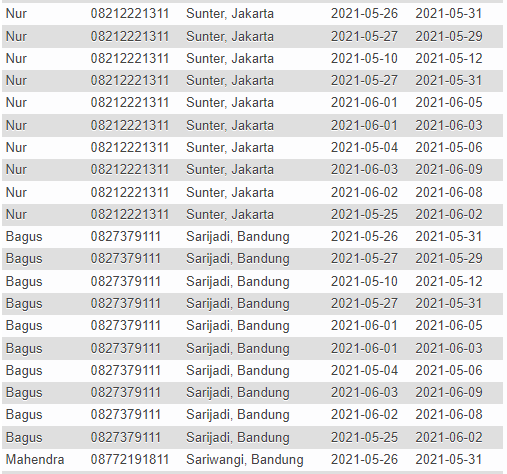 Nur 08212221311 Sunter, Jakarta 2021-05-26 2021-05-31
Nur 08212221311 Sunter, Jakarta 2021-05-27 2021-05-29
Nur 08212221311 Sunter, Jakarta 2021-05-10 2021-05-12
Nur 08212221311 Sunter, Jakarta 2021-05-27 2021-05-31
Nur 08212221311 Sunter, Jakarta 2021-06-01 2021-06-05
Nur 08212221311 Sunter, Jakarta 2021-06-01 2021-06-03
Nur 08212221311 Sunter, Jakarta 2021-05-04 2021-05-06
Nur 08212221311 Sunter, Jakarta 2021-06-03 2021-06-09
Nur 08212221311 Sunter, Jakarta 2021-06-02 2021-06-08
Nur 08212221311 Sunter, Jakarta 2021-05-25 2021-06-02
Bagus 0827379111 Sarijadi, Bandung 2021-05-26 2021-05-31
Bagus 0827379111 Sarijadi, Bandung 2021-05-27 2021-05-29
Bagus 0827379111 Sarijadi, Bandung 2021-05-10 2021-05-12
Bagus 0827379111 Sarijadi, Bandung 2021-05-27 2021-05-31
Bagus 0827379111 Sarijadi, Bandung 2021-06-01 2021-06-05
Bagus 0827379111 Sarijadi, Bandung 2021-06-01 2021-06-03
Bagus 0827379111 Sarijadi, Bandung 2021-05-04 2021-05-06
Bagus 0827379111 Sarijadi, Bandung 2021-06-03 2021-06-09
Bagus 0827379111 Sarijadi, Bandung 2021-06-02 2021-06-08
Bagus 0827379111 Sarijadi, Bandung 2021-05-25 2021-06-02
Mahendra 08772191811 Sariwangi, Bandung 2021-05-26 2021-05-31